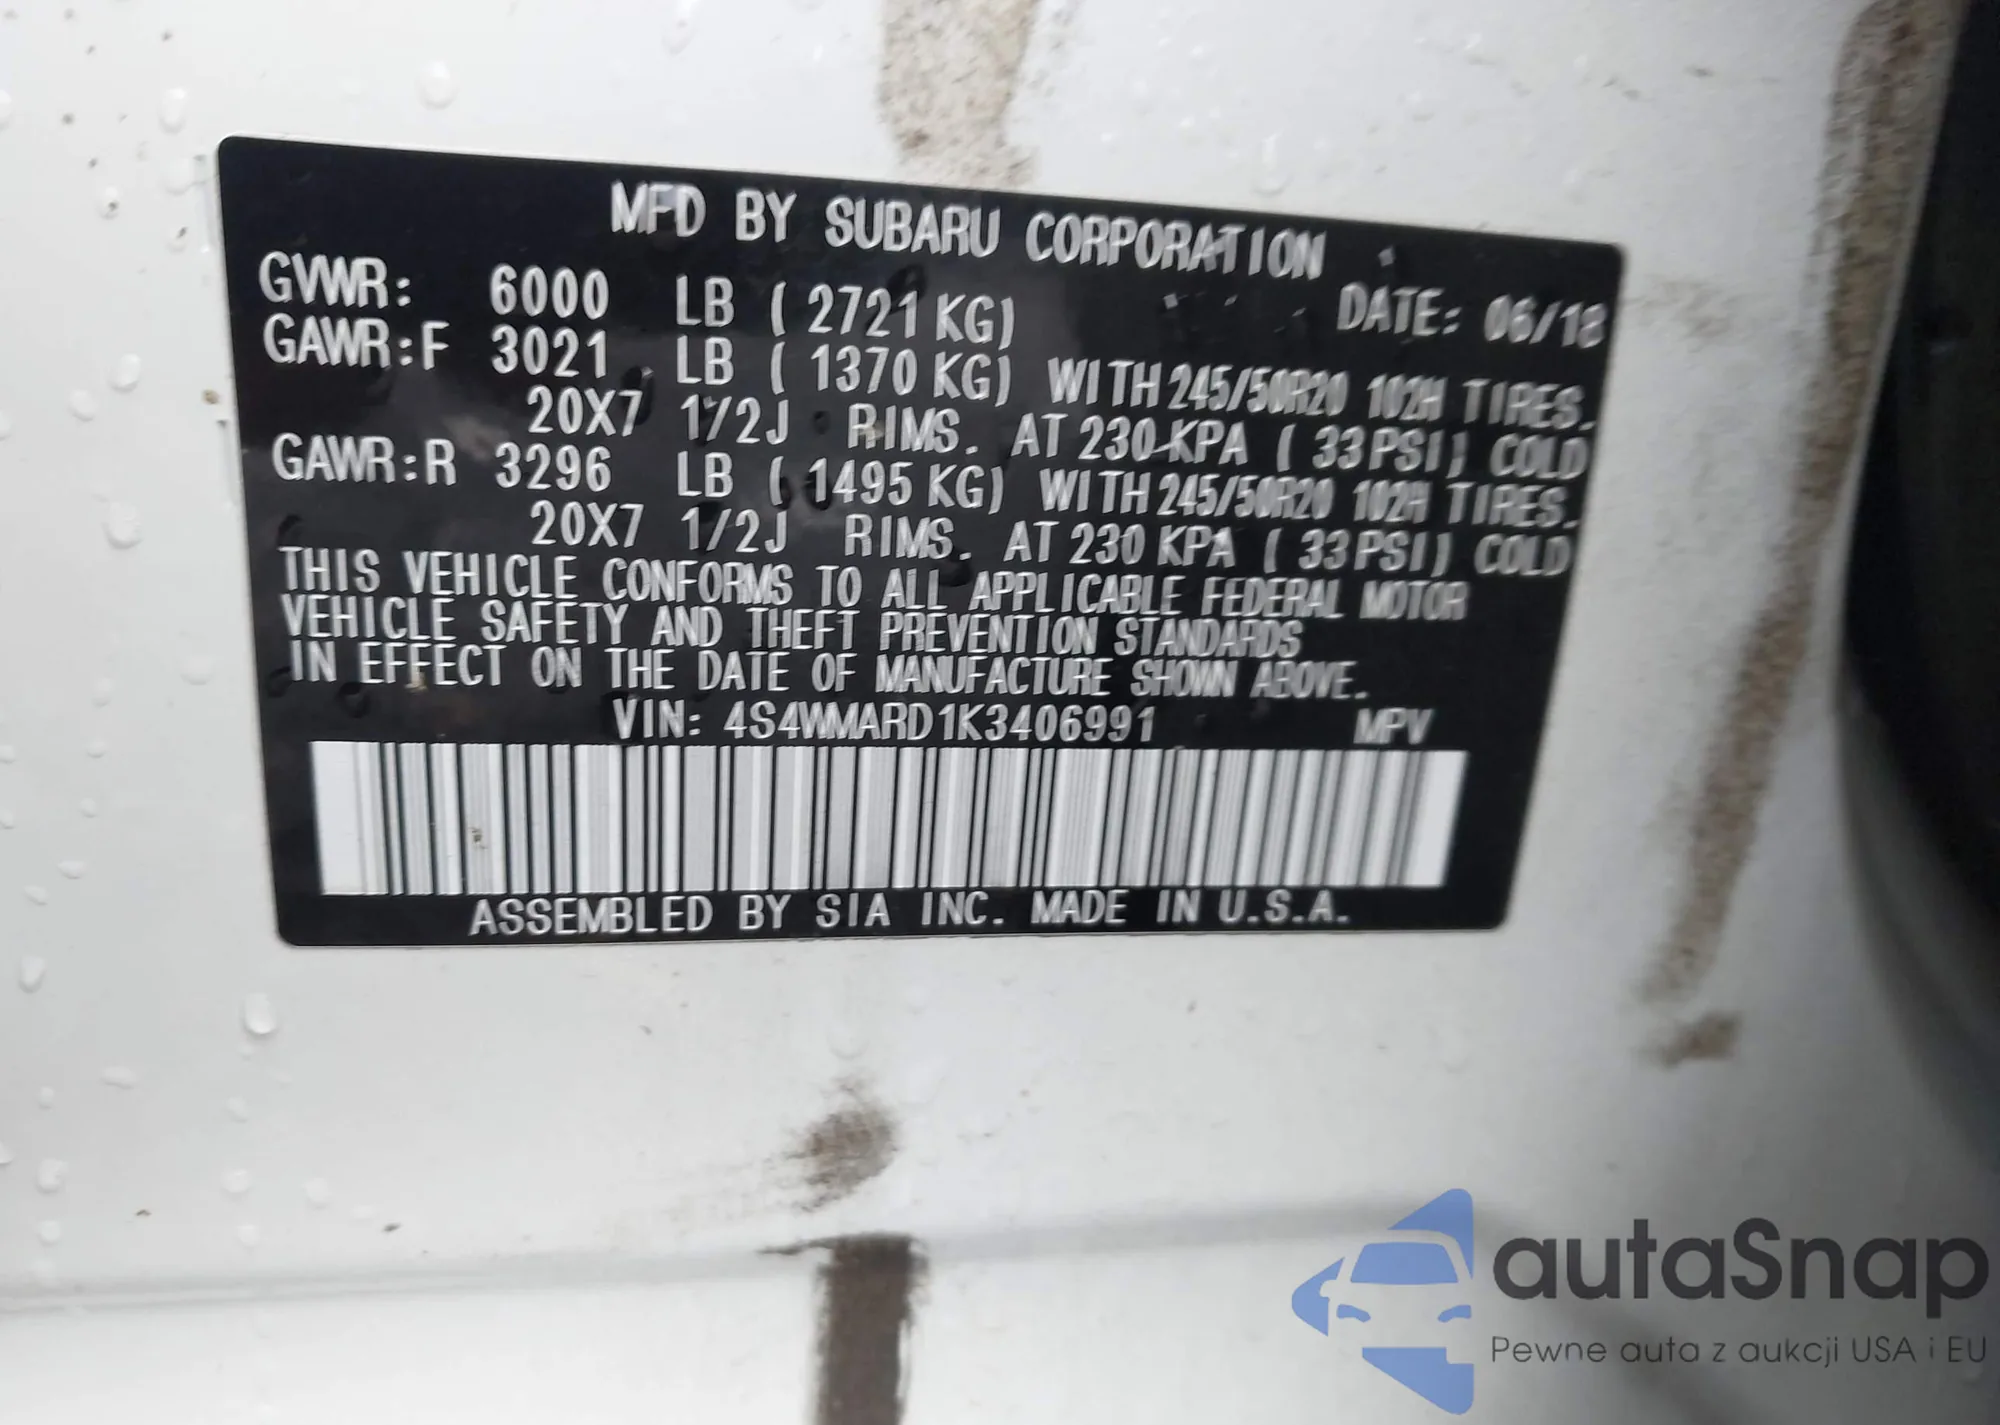 MFD BY SUBARU CORPORATION
GVWR: 6000 LB ( 2721 KG) DATE: 06/18
GAWR:F 3021 LB ( 1370 KG) WITH 245/50R20 102H TIRES.
20X7 1/2J RIMS. AT 230 KPA ( 33PSI) COLD
GAWR:R 3296 LB ( 1495 KG) WITH 245/50R20 102H TIRES.
20X7 1/2J RIMS. AT 230 KPA ( 33PSI) COLD
THIS VEHICLE CONFORMS TO ALL APPLICABLE FEDERAL MOTOR
VEHICLE SAFETY AND THEFT PREVENTION STANDARDS
IN EFFECT ON THE DATE OF MANUFACTURE SHOWN ABOVE.
VIN: 4S4WMARD1K3406991 MPV
ASSEMBLED BY SIA INC. MADE IN U.S.A.
autaSnap
Pewne auta z aukcji USA i EU